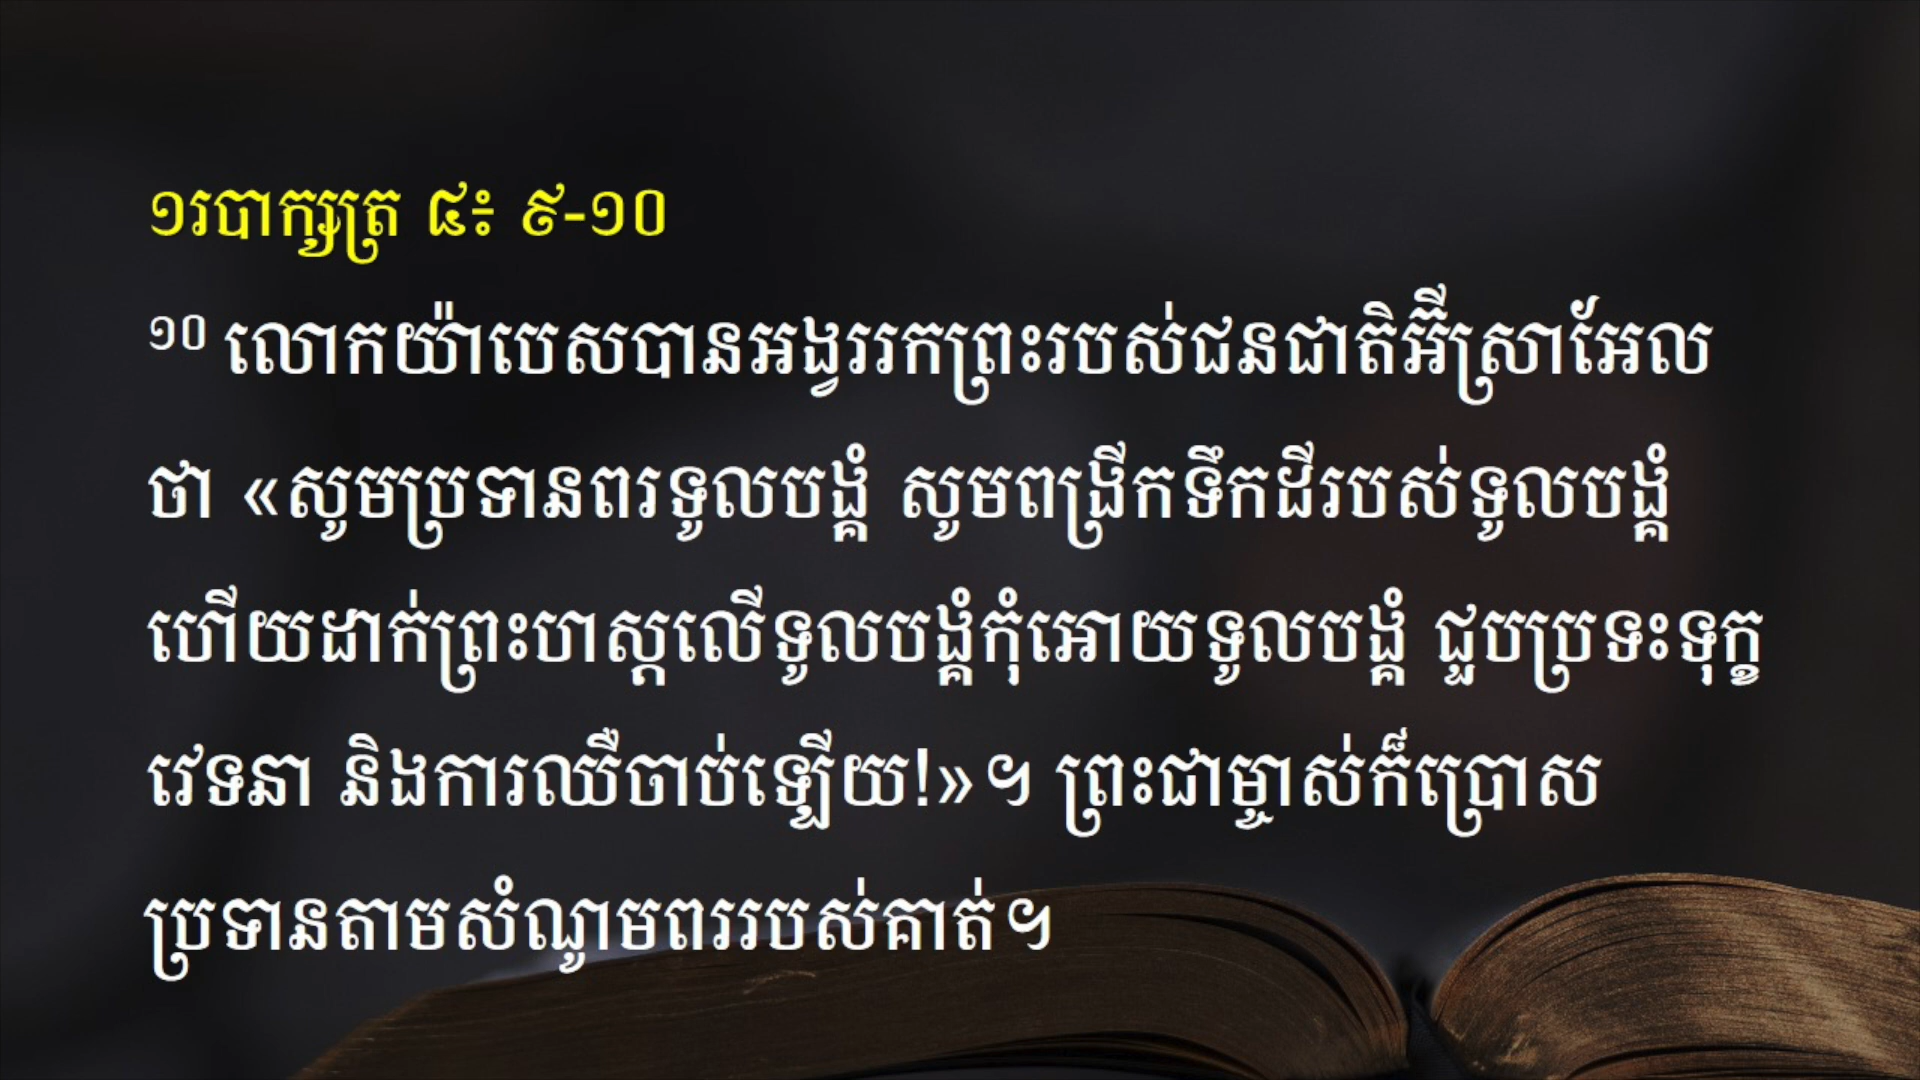 ១របាក្សត្រ ៤៖ ៩-១០
១០ លោកយ៉ាបេសបានអង្វររកព្រះរបស់ជនជាតិអ៊ីស្រាអែល
ថា «សូមប្រទានពរទូលបង្គំ សូមពង្រីកទឹកដីរបស់ទូលបង្គំ
ហើយដាក់ព្រះហស្ដលើទូលបង្គំកុំអោយទូលបង្គំ ជួបប្រទះទុក្ខ
វេទនា និងការឈឺចាប់ឡើយ!»។ ព្រះជាម្ចាស់ក៏ប្រោស
ប្រទានតាមសំណូមពររបស់គាត់។